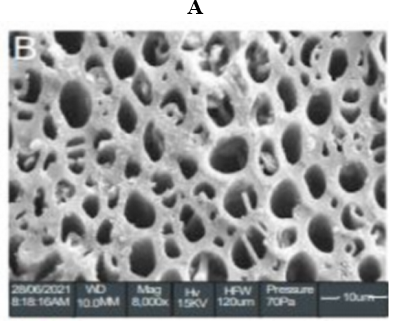 A
B
28/06/2021 WD Mag Hv HFW Pressure
8:18:16AM 10.0MM 8,000x 15KV 120um 70Pa 10um